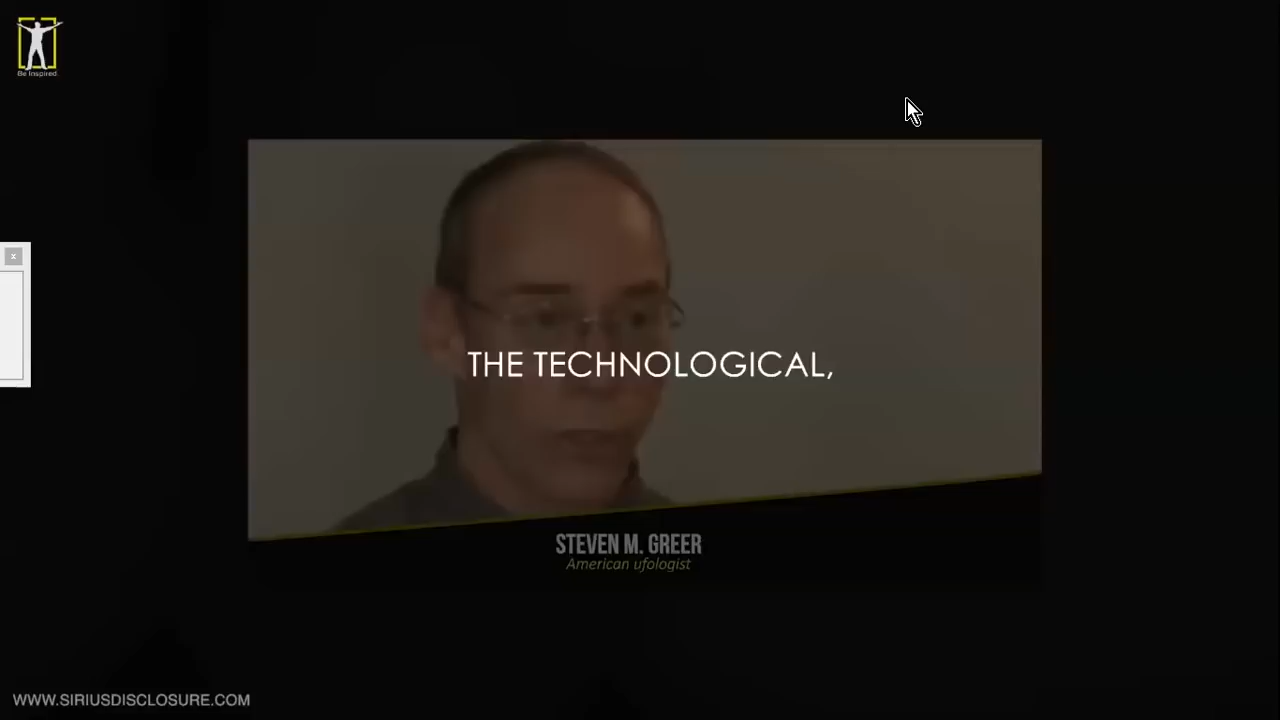 Be Inspired
x
THE TECHNOLOGICAL,
STEVEN M. GREER
American ufologist
WWW.SIRIUSDISCLOSURE.COM